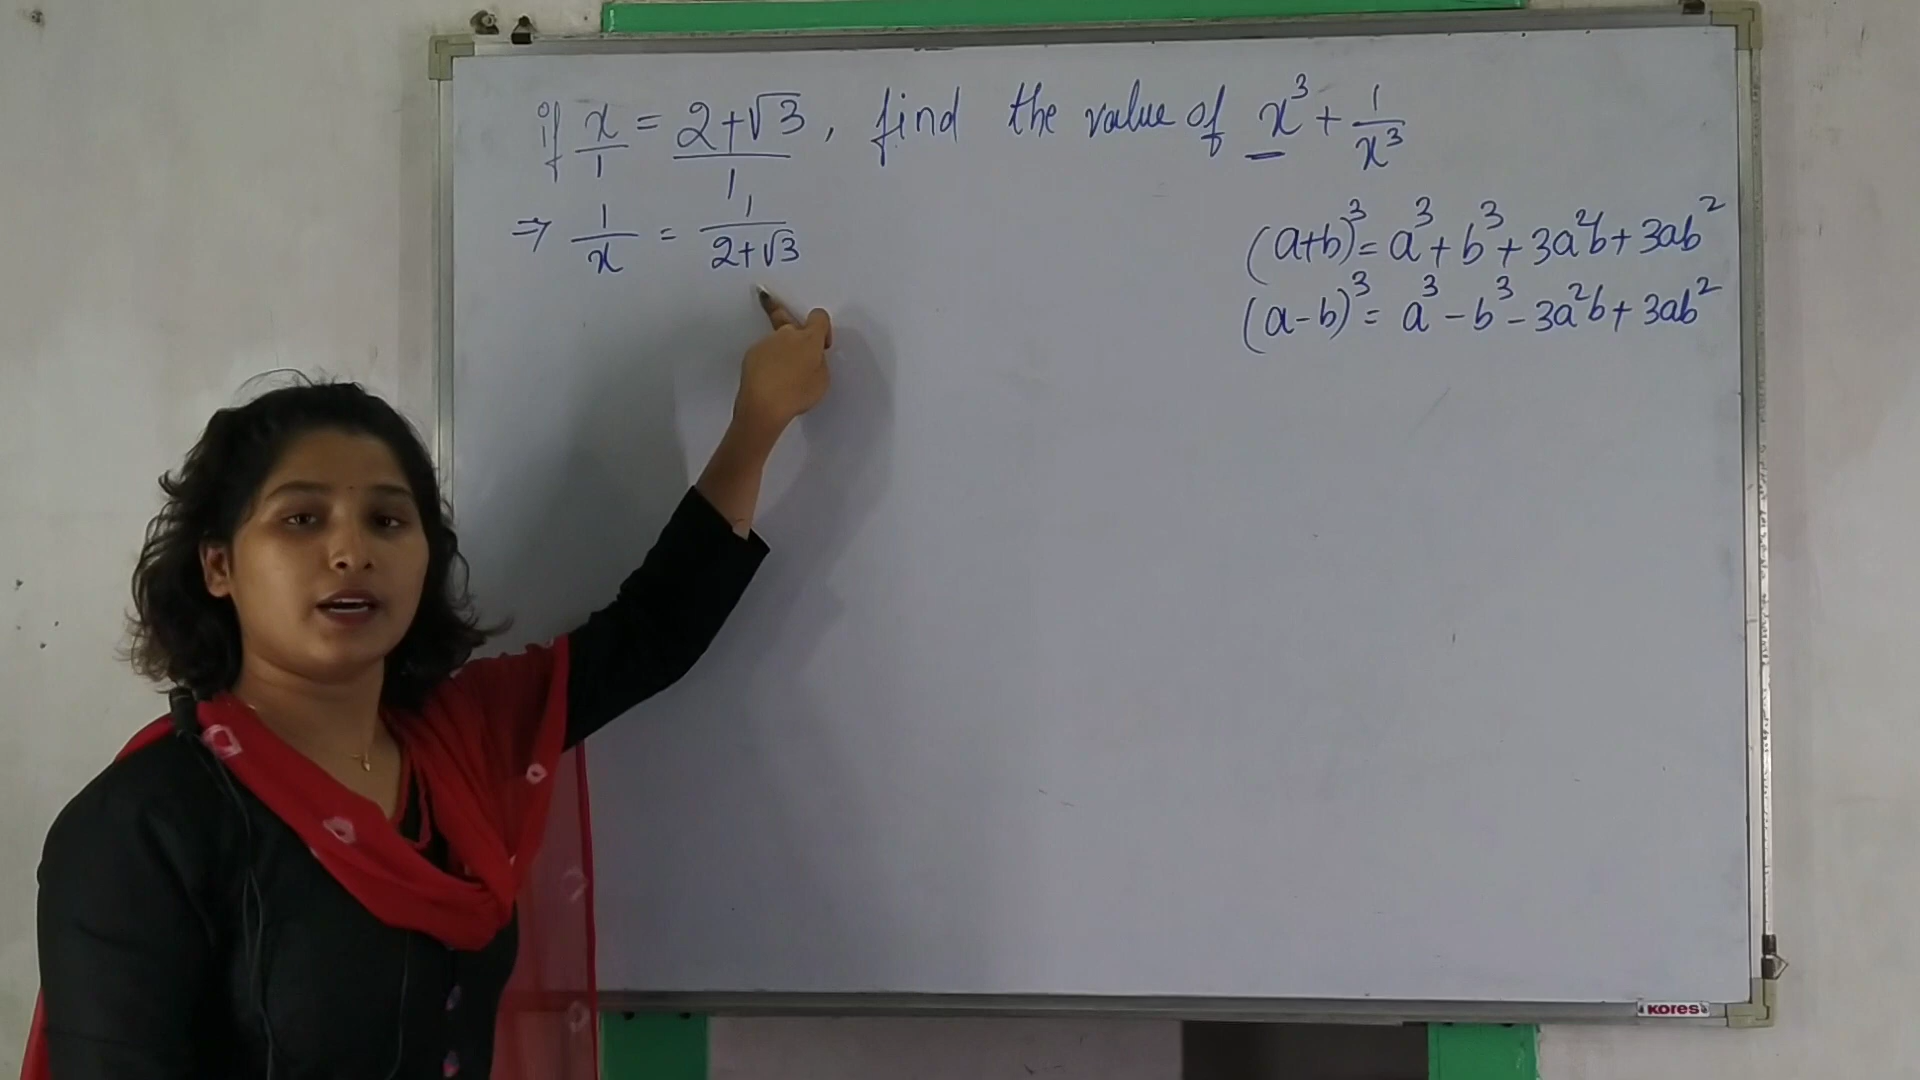 if x/1 = 2+√3/1, find the value of x³ + 1/x³
⇒ 1/x = 1/2+√3
(a+b)³ = a³ + b³ + 3a²b + 3ab²
(a-b)³ = a³ - b³ - 3a²b + 3ab²
KORES